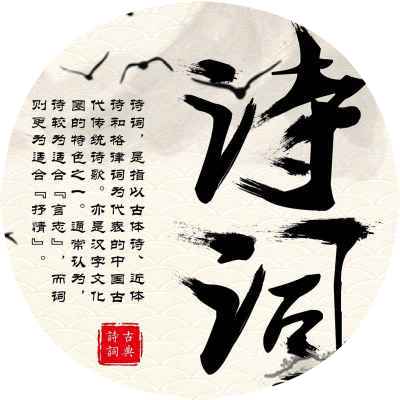 诗词
诗词，是指以古体诗、近体
诗和格律词为代表的中国古
代传统诗歌。亦是汉字文化
圈的特色之一。通常认为，
诗较为适合『言志』，而词
则更为适合『抒情』。
古典
詩詞